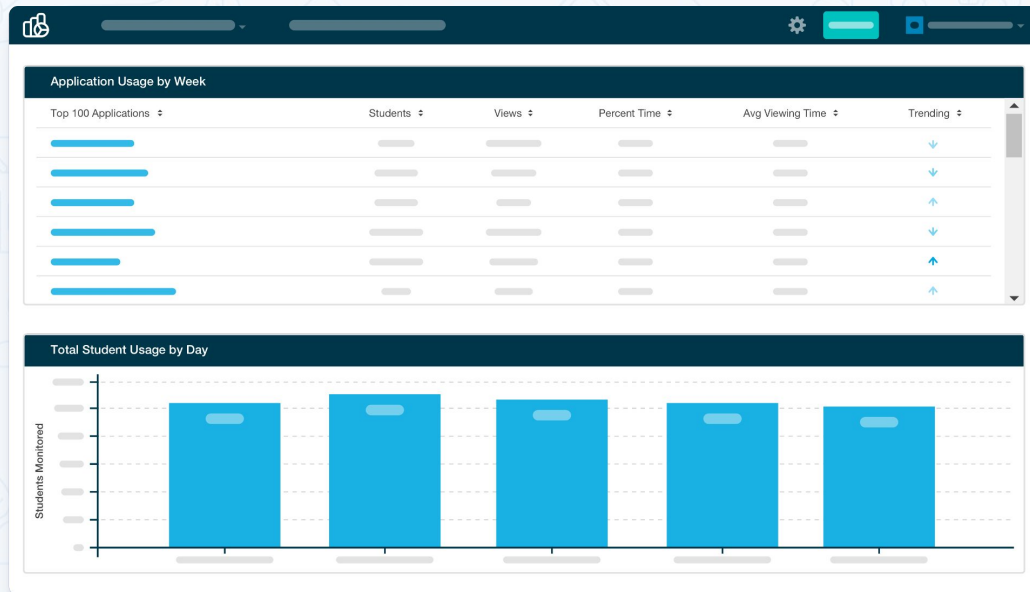 Application Usage by Week
Top 100 Applications Students Views Percent Time Avg Viewing Time Trending
Total Student Usage by Day
Students Monitored